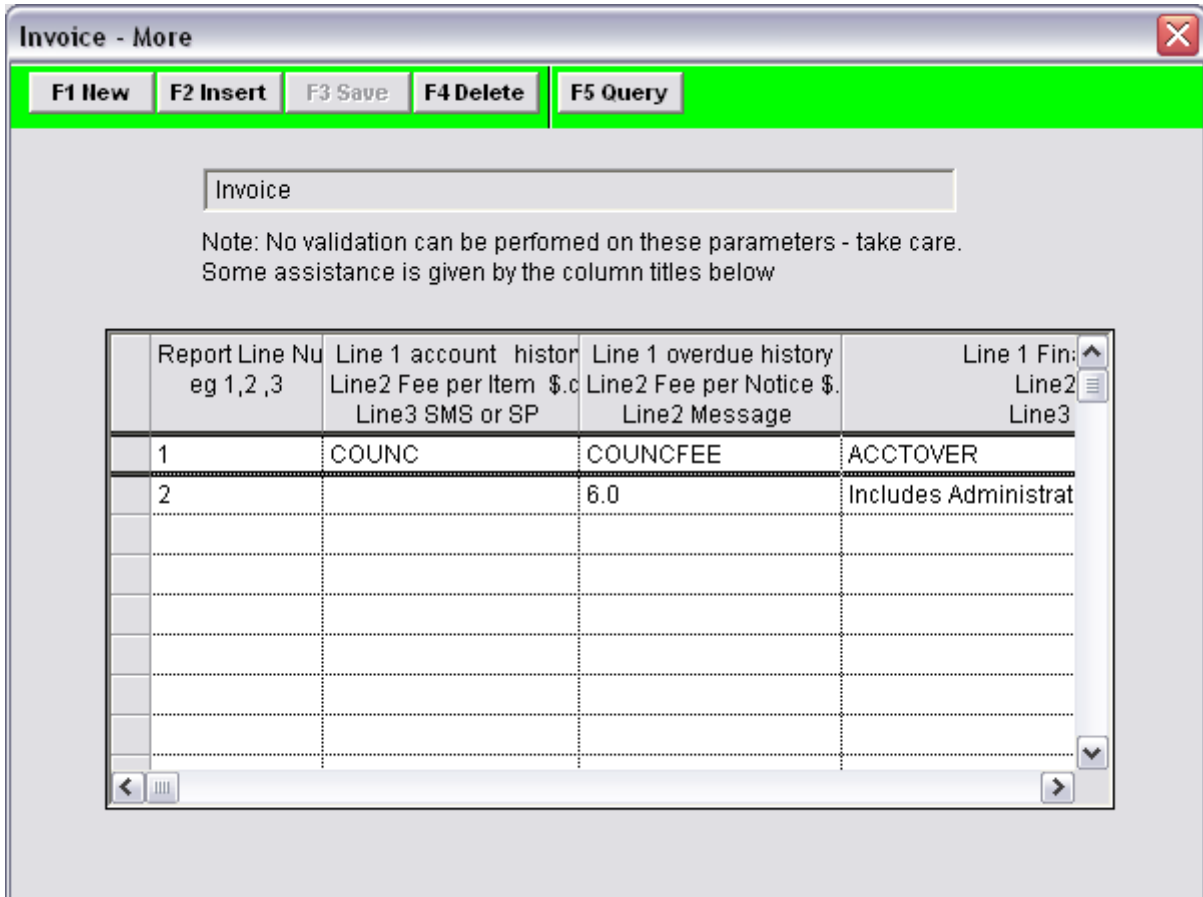 Invoice - More
F1 New F2 Insert F3 Save F4 Delete F5 Query
Invoice
Note: No validation can be perfomed on these parameters - take care.
Some assistance is given by the column titles below
Report Line Nu Line 1 account histor Line 1 overdue history Line 1 Fin
eg 1,2 ,3 Line2 Fee per Item $.c Line2 Fee per Notice $. Line2
Line3 SMS or SP Line2 Message Line3
1 COUNC COUNCFEE ACCTOVER
2 6.0 Includes Administrat